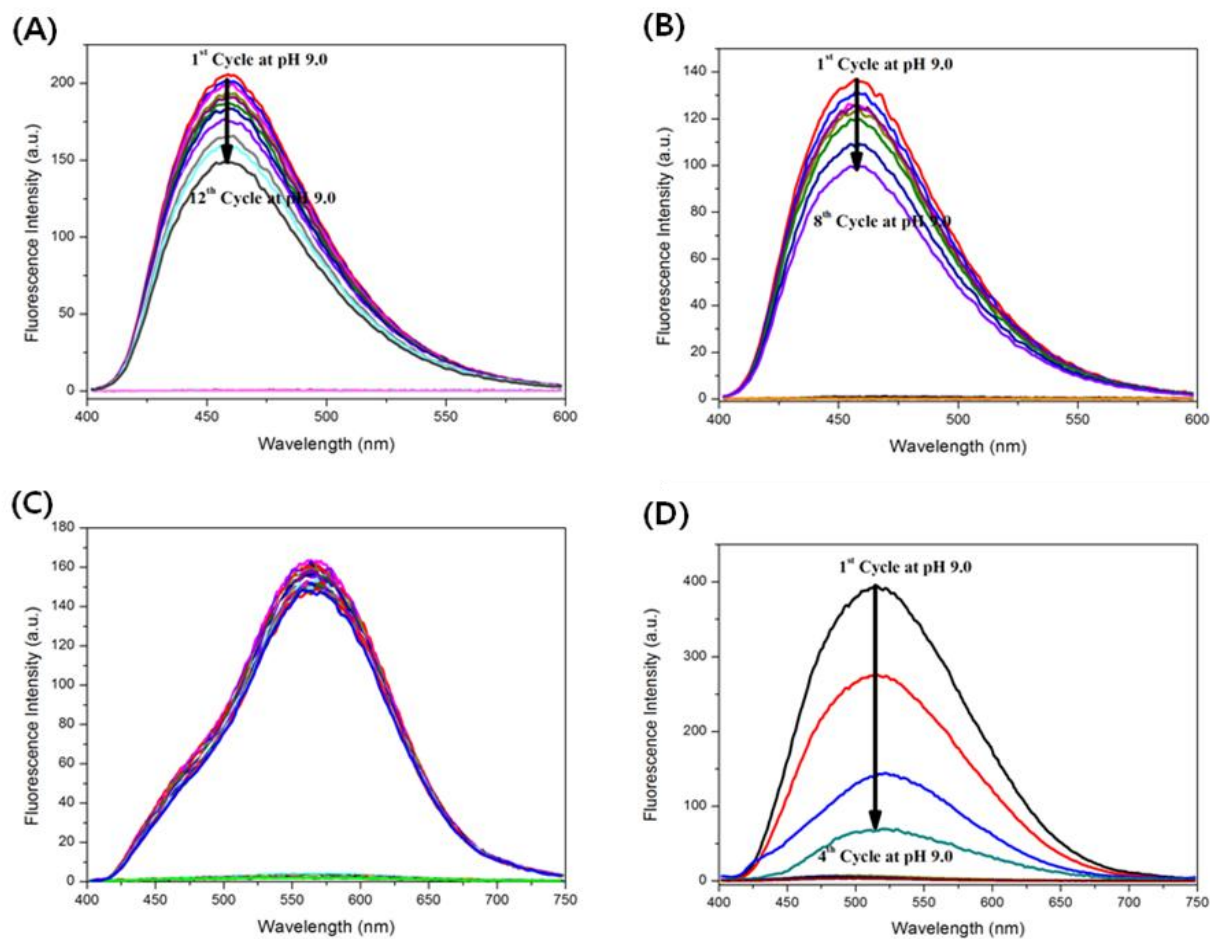 (A)
1st Cycle at pH 9.0
12th Cycle at pH 9.0
Fluorescence Intensity (a.u.)
200
150
100
50
0
400 450 500 550 600
Wavelength (nm)
(B)
1st Cycle at pH 9.0
8th Cycle at pH 9.0
Fluorescence Intensity (a.u.)
140
120
100
80
60
40
20
0
400 450 500 550 600
Wavelength (nm)
(C)
Fluorescence Intensity (a.u.)
180
160
140
120
100
80
60
40
20
0
400 450 500 550 600 650 700 750
Wavelength (nm)
(D)
1st Cycle at pH 9.0
4th Cycle at pH 9.0
Fluorescence Intensity (a.u.)
400
300
200
100
0
400 450 500 550 600 650 700 750
Wavelength (nm)